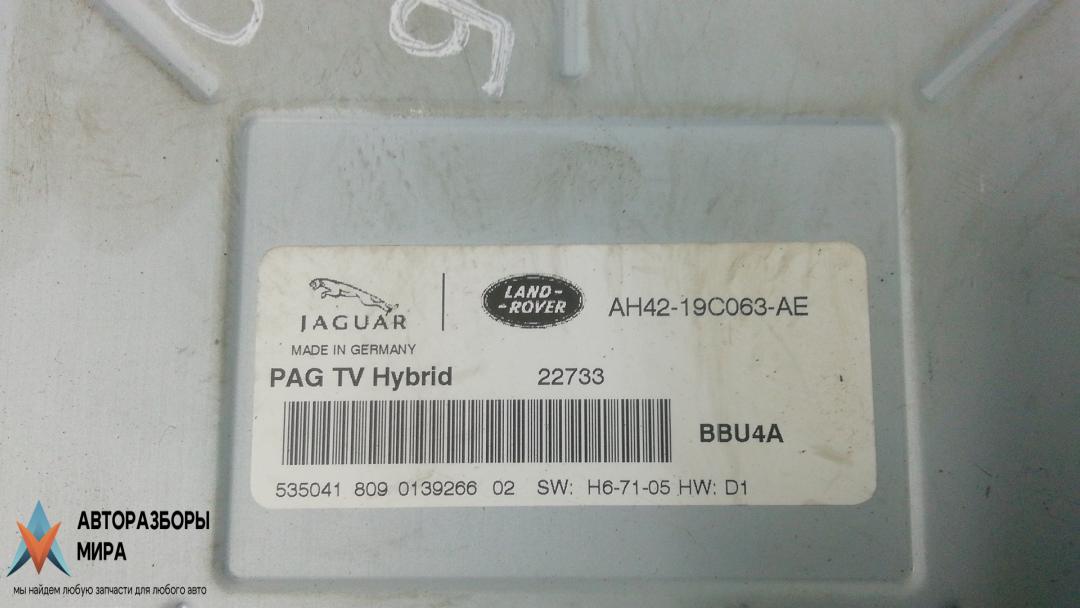 JAGUAR
LAND-
-ROVER
AH42-19C063-AE
MADE IN GERMANY
PAG TV Hybrid 22733
BBU4A
535041 809 0139266 02 SW: H6-71-05 HW: D1
АВТОРАЗБОРЫ
МИРА
мы найдем любую запчасти для любого авто